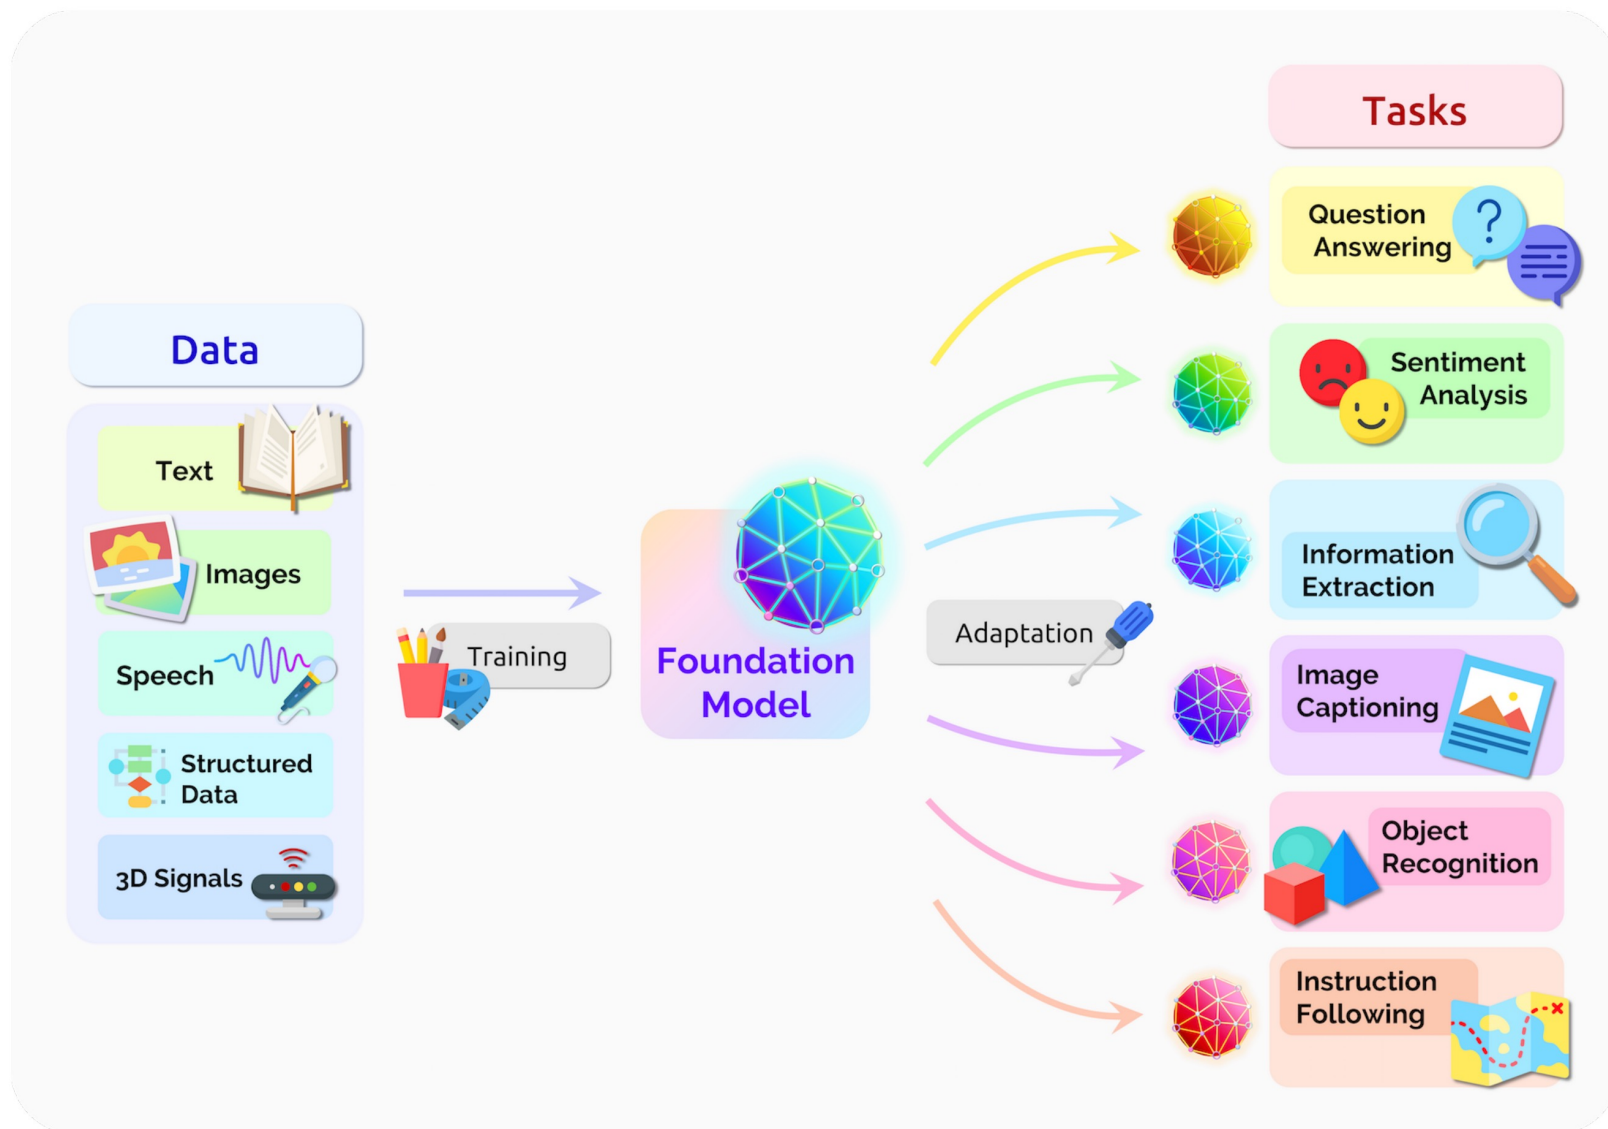 Data
Text
Images
Speech
Structured
Data
3D Signals
Training
Foundation
Model
Adaptation
Tasks
Question
Answering
?
Sentiment
Analysis
Information
Extraction
Image
Captioning
Object
Recognition
Instruction
Following